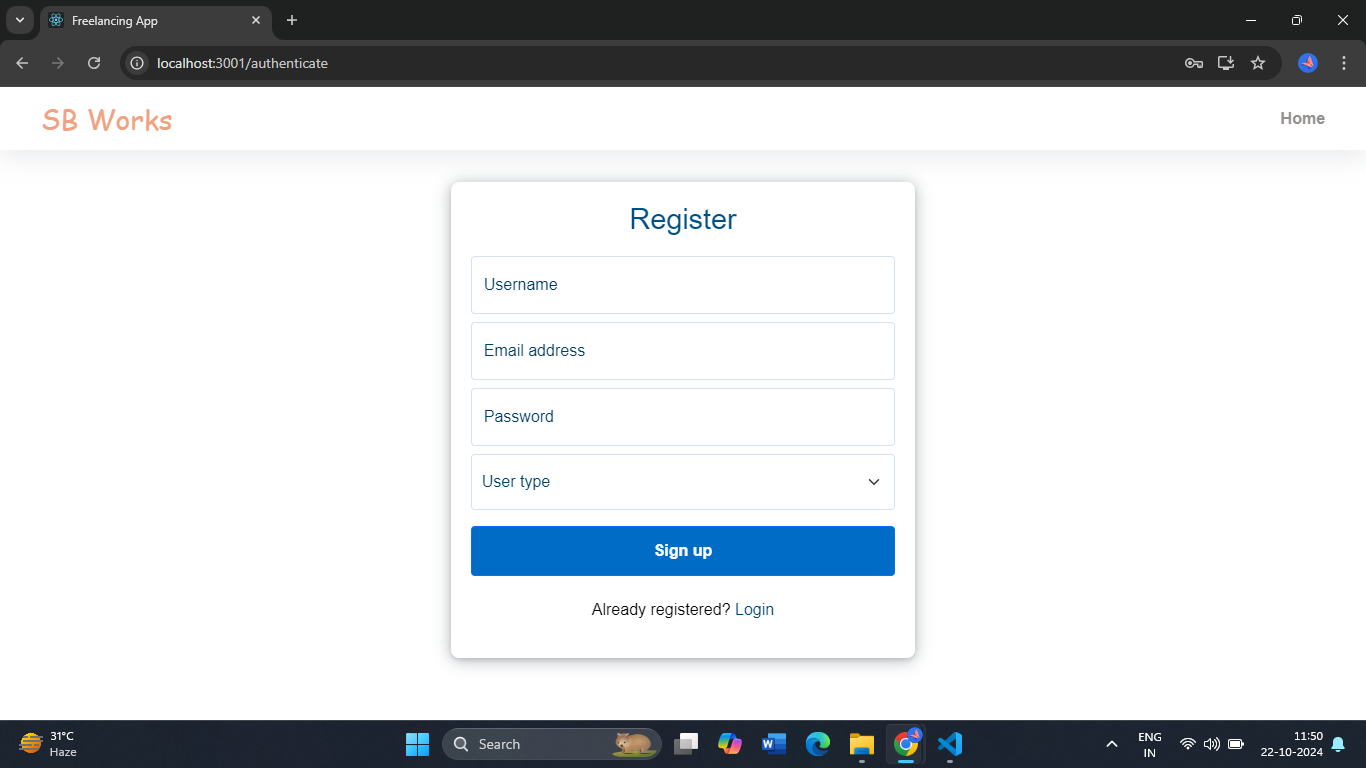 Freelancing App
localhost:3001/authenticate
SB Works
Home
Register
Username
Email address
Password
User type
Sign up
Already registered? Login
31°C
Haze
Search
ENG
IN
11:50
22-10-2024